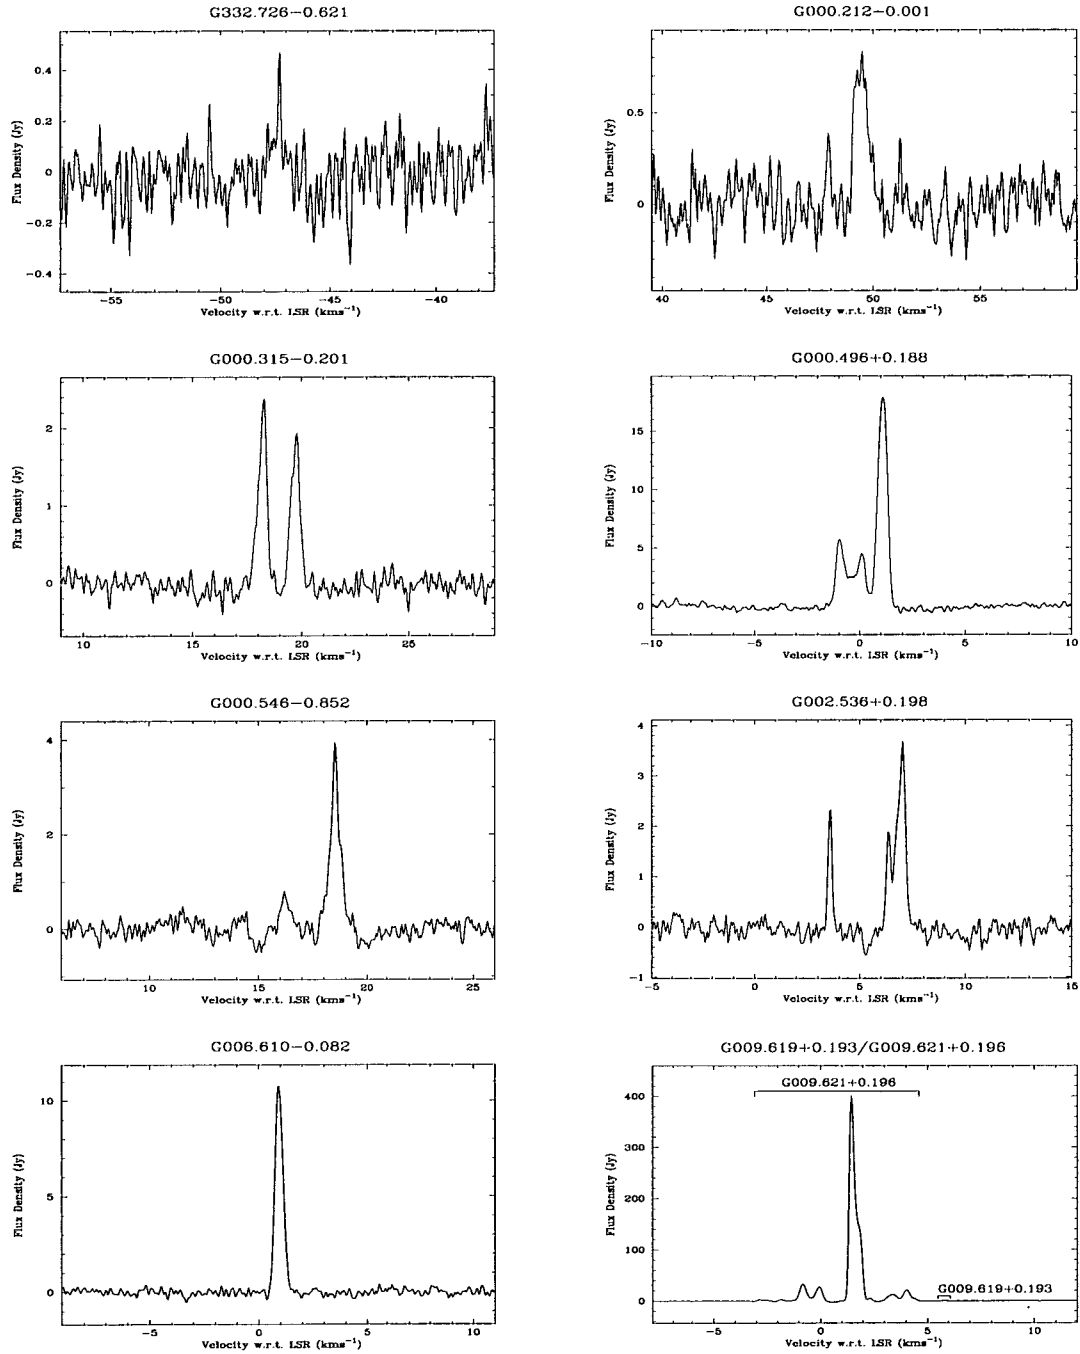 G332.726−0.621
0.4
0.2
0
−0.2
−0.4
Flux Density (Jy)
−55
−50
−45
−40
Velocity w.r.t. LSR (kms⁻¹)
G000.212−0.001
0.5
0
Flux Density (Jy)
40
45
50
55
Velocity w.r.t. LSR (kms⁻¹)
G000.315−0.201
2
1
0
Flux Density (Jy)
10
15
20
25
Velocity w.r.t. LSR (kms⁻¹)
G000.496+0.188
15
10
5
0
Flux Density (Jy)
−10
−5
0
5
10
Velocity w.r.t. LSR (kms⁻¹)
G000.546−0.852
4
2
0
Flux Density (Jy)
10
15
20
25
Velocity w.r.t. LSR (kms⁻¹)
G002.536+0.198
4
3
2
1
0
−1
Flux Density (Jy)
−5
0
5
10
15
Velocity w.r.t. LSR (kms⁻¹)
G006.610−0.082
10
5
0
Flux Density (Jy)
−5
0
5
10
Velocity w.r.t. LSR (kms⁻¹)
G009.619+0.193/G009.621+0.196
G009.621+0.196
400
300
200
100
0
Flux Density (Jy)
G009.619+0.193
−5
0
5
10
Velocity w.r.t. LSR (kms⁻¹)